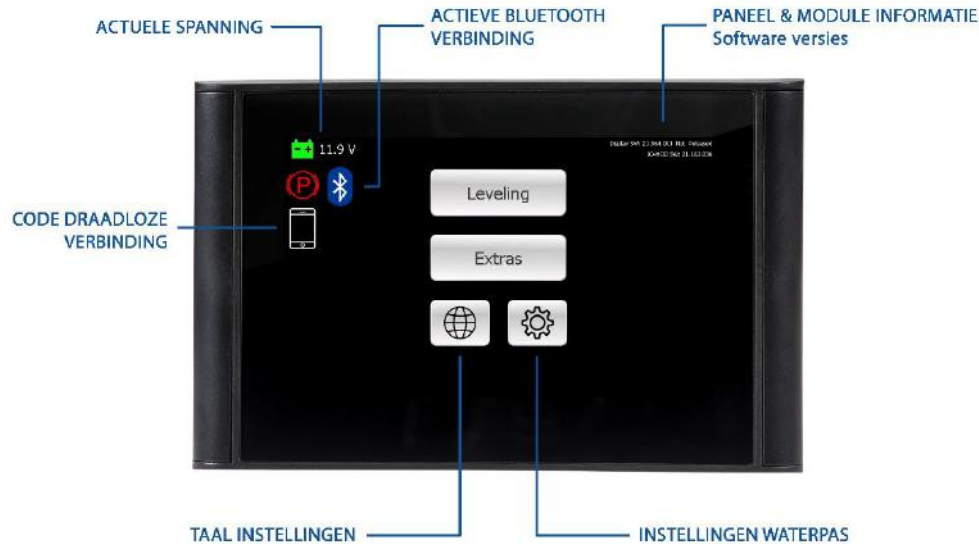 ACTUELE SPANNING
ACTIEVE BLUETOOTH
VERBINDING
PANEEL & MODULE INFORMATIE
Software versies
11.9 V
P
Leveling
CODE DRAADLOZE
VERBINDING
Extras
TAAL INSTELLINGEN
INSTELLINGEN WATERPAS